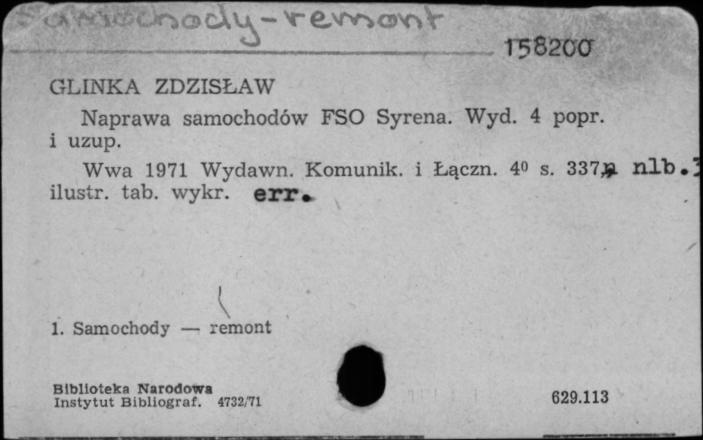 Samochody - remont
158200
GLINKA ZDZISŁAW
Naprawa samochodów FSO Syrena. Wyd. 4 popr.
i uzup.
Wwa 1971 Wydawn. Komunik. i Łączn. 4⁰ s. 337, nlb. 3
ilustr. tab. wykr. err.
1. Samochody — remont
Biblioteka Narodowa
Instytut Bibliograf. 4732/71
629.113